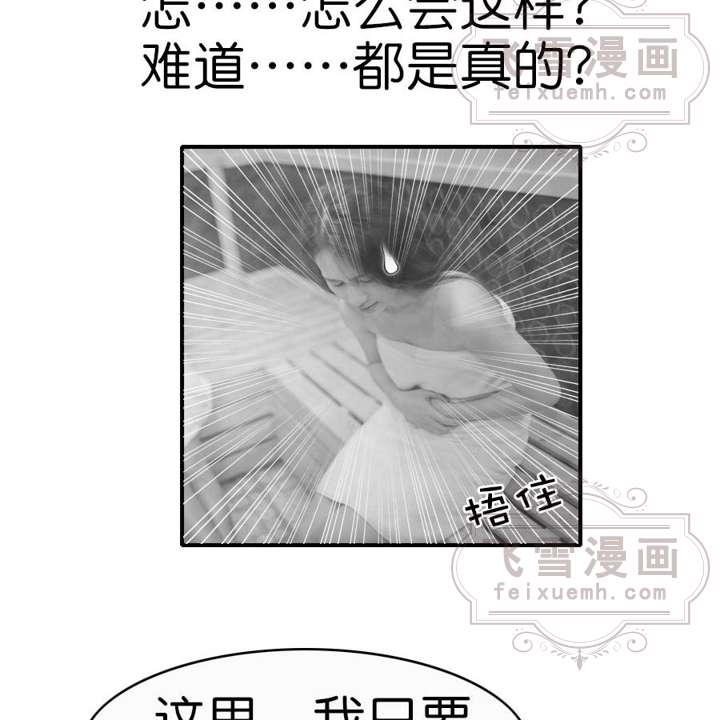 怎……怎么会这样?
难道……都是真的?
飞雪漫画
feixuemh.com
捂住
飞雪漫画
feixuemh.com
这里，我只要